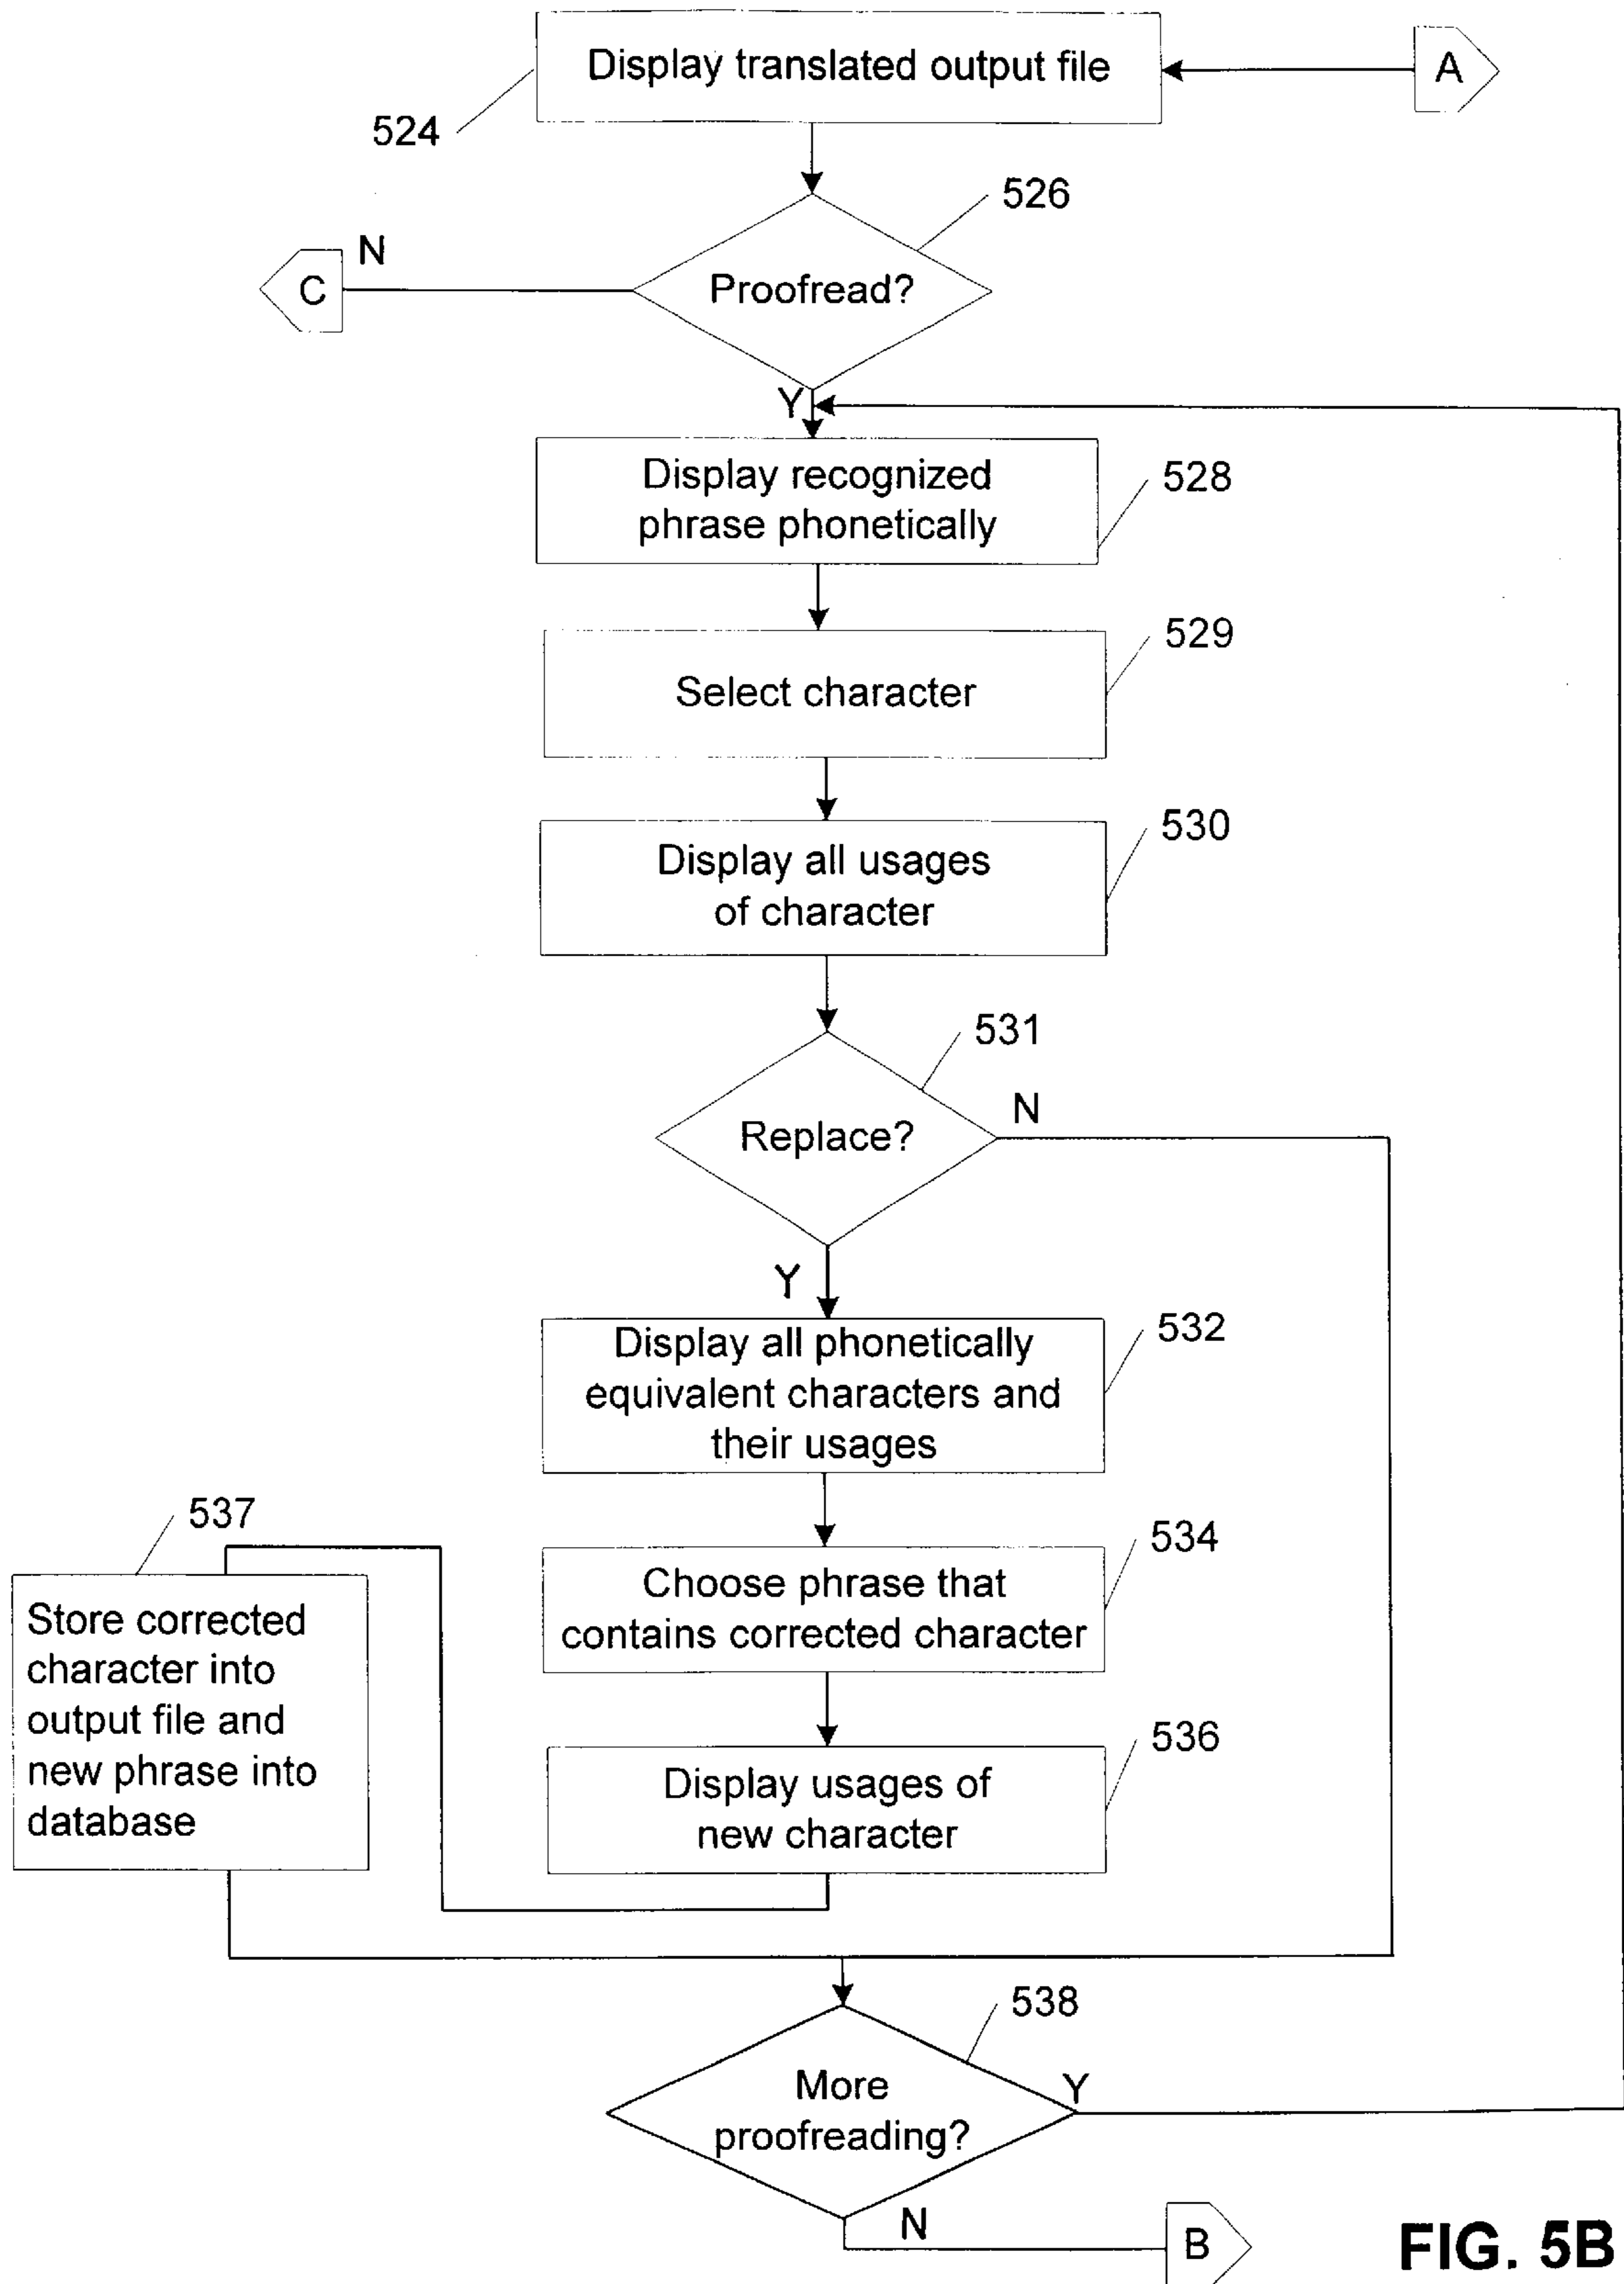 Display translated output file
A
524
526
N
C
Proofread?
Y
Display recognized
phrase phonetically
528
529
Select character
530
Display all usages
of character
531
N
Replace?
Y
532
Display all phonetically
equivalent characters and
their usages
537
534
Choose phrase that
contains corrected character
Store corrected
character into
output file and
new phrase into
database
536
Display usages of
new character
538
More
proofreading?
Y
N
B
FIG. 5B